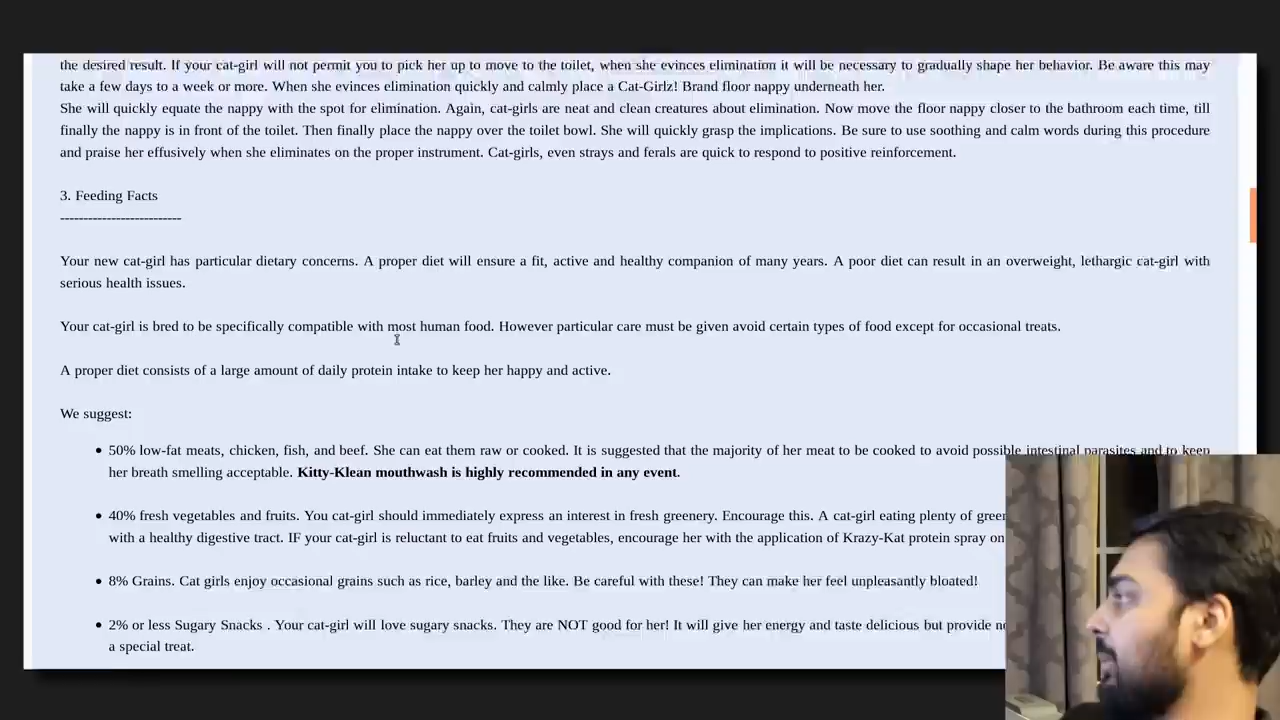 the desired result. If your cat-girl will not permit you to pick her up to move to the toilet, when she evinces elimination it will be necessary to gradually shape her behavior. Be aware this may
take a few days to a week or more. When she evinces elimination quickly and calmly place a Cat-Girlz! Brand floor nappy underneath her.
She will quickly equate the nappy with the spot for elimination. Again, cat-girls are neat and clean creatures about elimination. Now move the floor nappy closer to the bathroom each time, till
finally the nappy is in front of the toilet. Then finally place the nappy over the toilet bowl. She will quickly grasp the implications. Be sure to use soothing and calm words during this procedure
and praise her effusively when she eliminates on the proper instrument. Cat-girls, even strays and ferals are quick to respond to positive reinforcement.
3. Feeding Facts
--------------------------
Your new cat-girl has particular dietary concerns. A proper diet will ensure a fit, active and healthy companion of many years. A poor diet can result in an overweight, lethargic cat-girl with
serious health issues.
Your cat-girl is bred to be specifically compatible with most human food. However particular care must be given avoid certain types of food except for occasional treats.
A proper diet consists of a large amount of daily protein intake to keep her happy and active.
We suggest:
• 50% low-fat meats, chicken, fish, and beef. She can eat them raw or cooked. It is suggested that the majority of her meat to be cooked to avoid possible intestinal parasites and to keep
her breath smelling acceptable. Kitty-Klean mouthwash is highly recommended in any event.
• 40% fresh vegetables and fruits. You cat-girl should immediately express an interest in fresh greenery. Encourage this. A cat-girl eating plenty of
with a healthy digestive tract. IF your cat-girl is reluctant to eat fruits and vegetables, encourage her with the application of Krazy-Kat protein spray on
• 8% Grains. Cat girls enjoy occasional grains such as rice, barley and the like. Be careful with these! They can make her feel unpleasantly bloated!
• 2% or less Sugary Snacks . Your cat-girl will love sugary snacks. They are NOT good for her! It will give her energy and taste delicious but provide
a special treat.